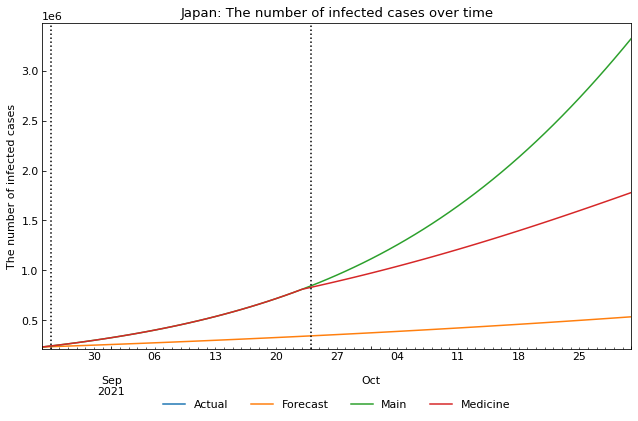 Japan: The number of infected cases over time
1e6
3.0
2.5
2.0
1.5
1.0
0.5
The number of infected cases
30 06 13 20 27 04 11 18 25
Sep Oct
2021
Actual Forecast Main Medicine